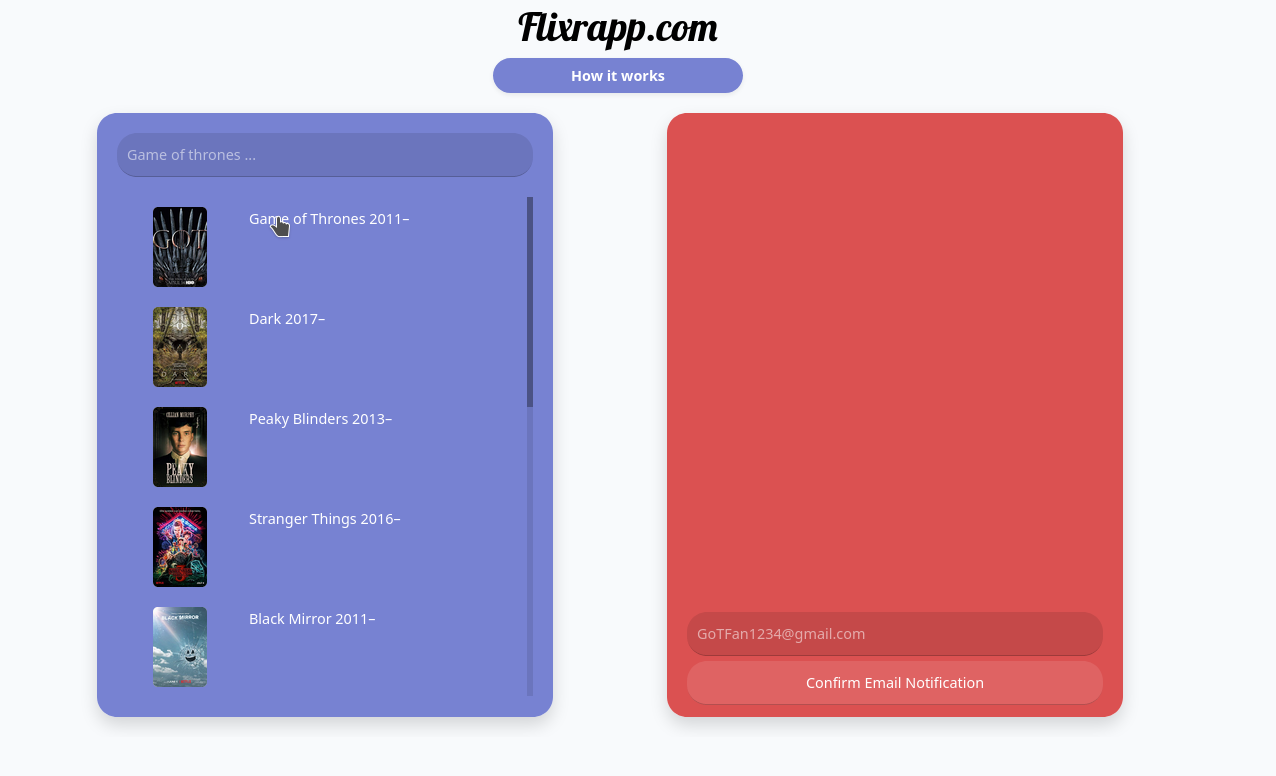 Flixrapp.com
How it works
Game of thrones ...
Game of Thrones 2011–
GOT
Dark 2017–
DARK
Peaky Blinders 2013–
PEAKY
BLINDERS
Stranger Things 2016–
Black Mirror 2011–
BLACK MIRROR
GoTFan1234@gmail.com
Confirm Email Notification